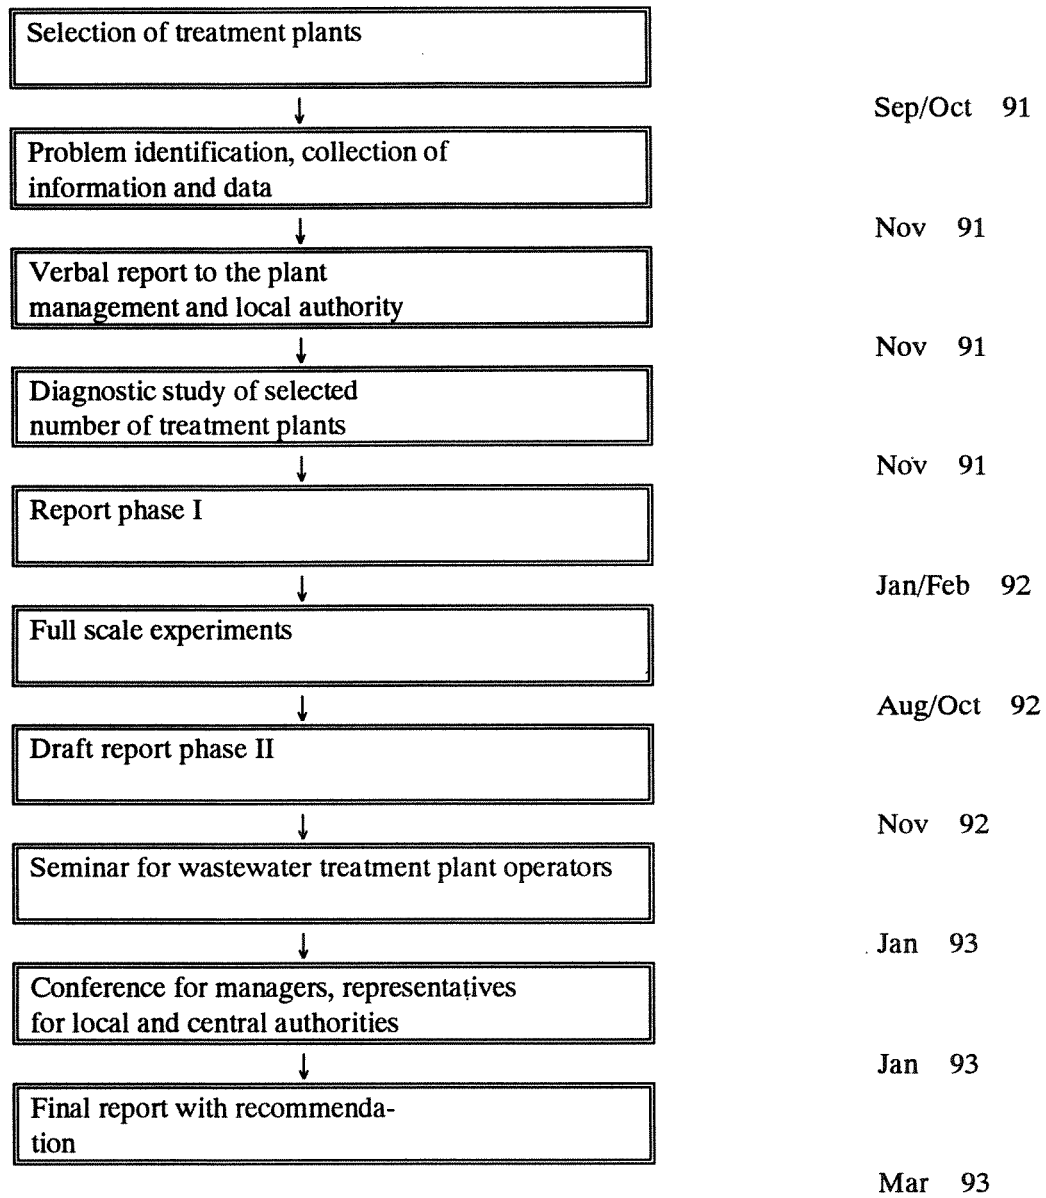 Selection of treatment plants
↓
Sep/Oct 91
Problem identification, collection of
information and data
↓
Nov 91
Verbal report to the plant
management and local authority
↓
Nov 91
Diagnostic study of selected
number of treatment plants
↓
Nov 91
Report phase I
↓
Jan/Feb 92
Full scale experiments
↓
Aug/Oct 92
Draft report phase II
↓
Nov 92
Seminar for wastewater treatment plant operators
↓
Jan 93
Conference for managers, representatives
for local and central authorities
↓
Jan 93
Final report with recommenda-
tion
Mar 93